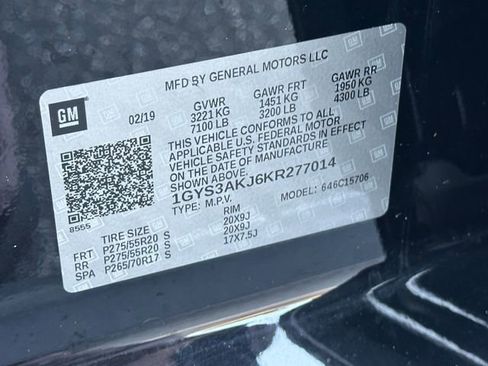 MFD BY GENERAL MOTORS LLC
GM
02/19 GVWR GAWR FRT GAWR RR
3221 KG 1451 KG 1950 KG
7100 LB 3200 LB 4300 LB
THIS VEHICLE CONFORMS TO ALL
APPLICABLE U.S. FEDERAL MOTOR
VEHICLE SAFETY STANDARDS IN EFFECT
ON THE DATE OF MANUFACTURE
1GYS3AKJ6KR277014
TYPE: M.P.V. MODEL: 646C15706
8555
TIRE SIZE RIM
FRT P275/55R20 S 20X9J
RR P275/55R20 S 20X9J
SPA P265/70R17 S 17X7.5J